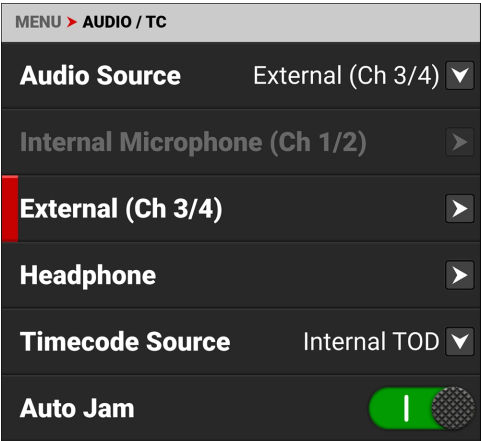 MENU > AUDIO / TC
Audio Source External (Ch 3/4)
Internal Microphone (Ch 1/2)
External (Ch 3/4)
Headphone
Timecode Source Internal TOD
Auto Jam